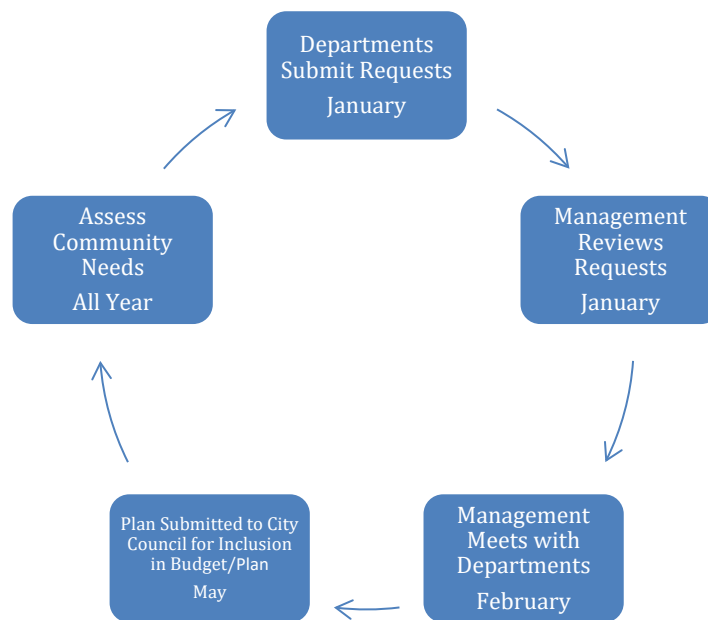 Departments
Submit Requests
January
Management
Reviews
Requests
January
Management
Meets with
Departments
February
Plan Submitted to City
Council for Inclusion
in Budget/Plan
May
Assess
Community
Needs
All Year